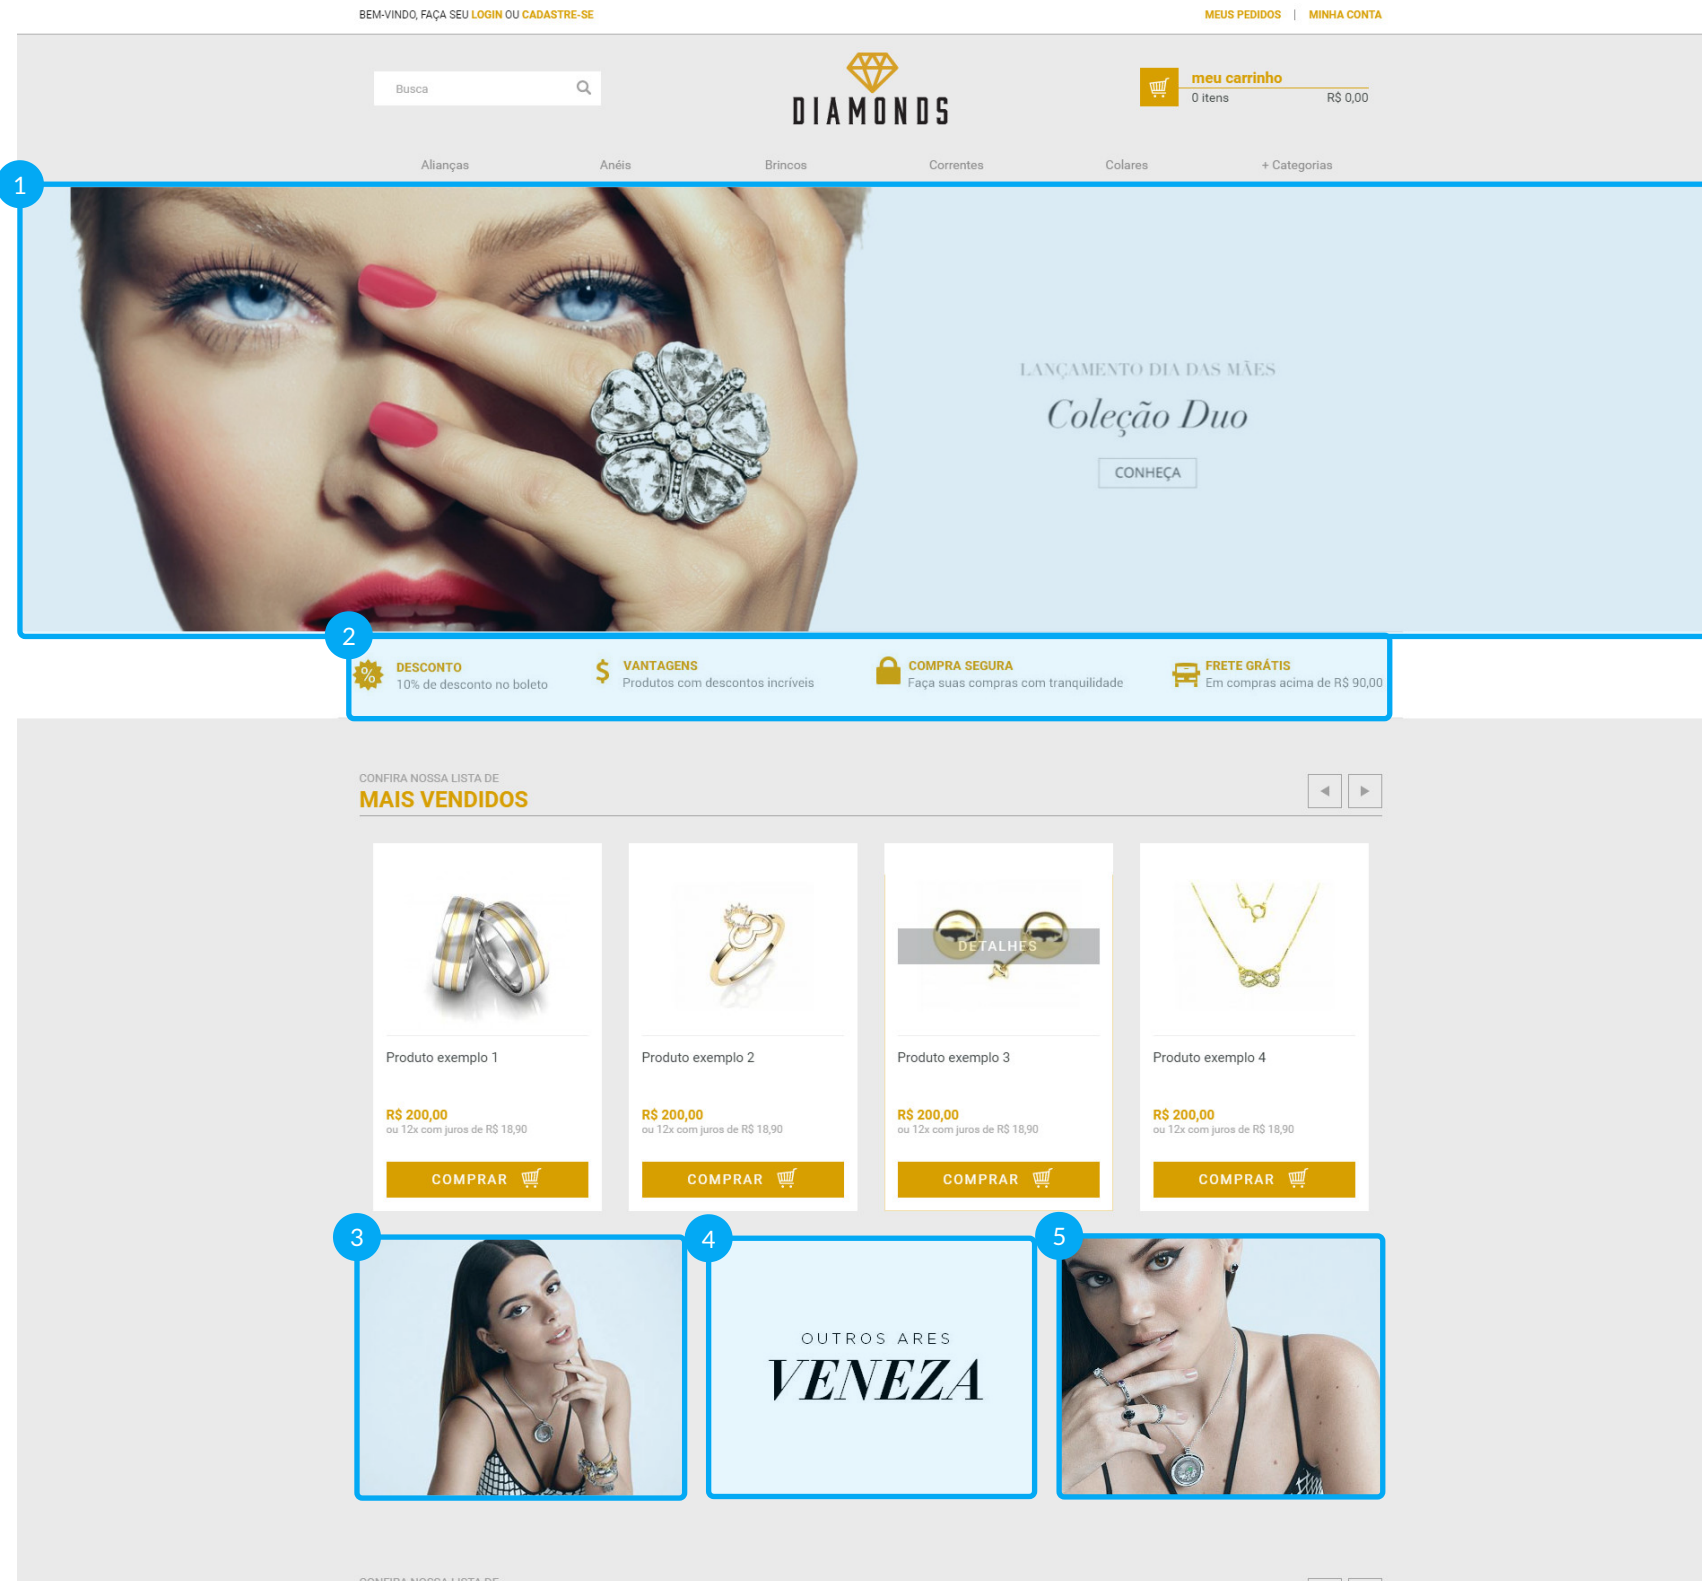 BEM-VINDO, FAÇA SEU LOGIN OU CADASTRE-SE
MEUS PEDIDOS | MINHA CONTA
Busca
DIAMONDS
meu carrinho
0 itens R$ 0,00
Alianças Anéis Brincos Correntes Colares + Categorias
1
LANÇAMENTO DIA DAS MÃES
Coleção Duo
CONHEÇA
2
DESCONTO
10% de desconto no boleto
VANTAGENS
Produtos com descontos incríveis
COMPRA SEGURA
Faça suas compras com tranquilidade
FRETE GRÁTIS
Em compras acima de R$ 90,00
CONFIRA NOSSA LISTA DE
MAIS VENDIDOS
DETALHES
Produto exemplo 1
R$ 200,00
ou 12x com juros de R$ 18,90
COMPRAR
Produto exemplo 2
R$ 200,00
ou 12x com juros de R$ 18,90
COMPRAR
Produto exemplo 3
R$ 200,00
ou 12x com juros de R$ 18,90
COMPRAR
Produto exemplo 4
R$ 200,00
ou 12x com juros de R$ 18,90
COMPRAR
3
4
5
OUTROS ARES
VENEZA
CONFIRA NOSSA LISTA DE